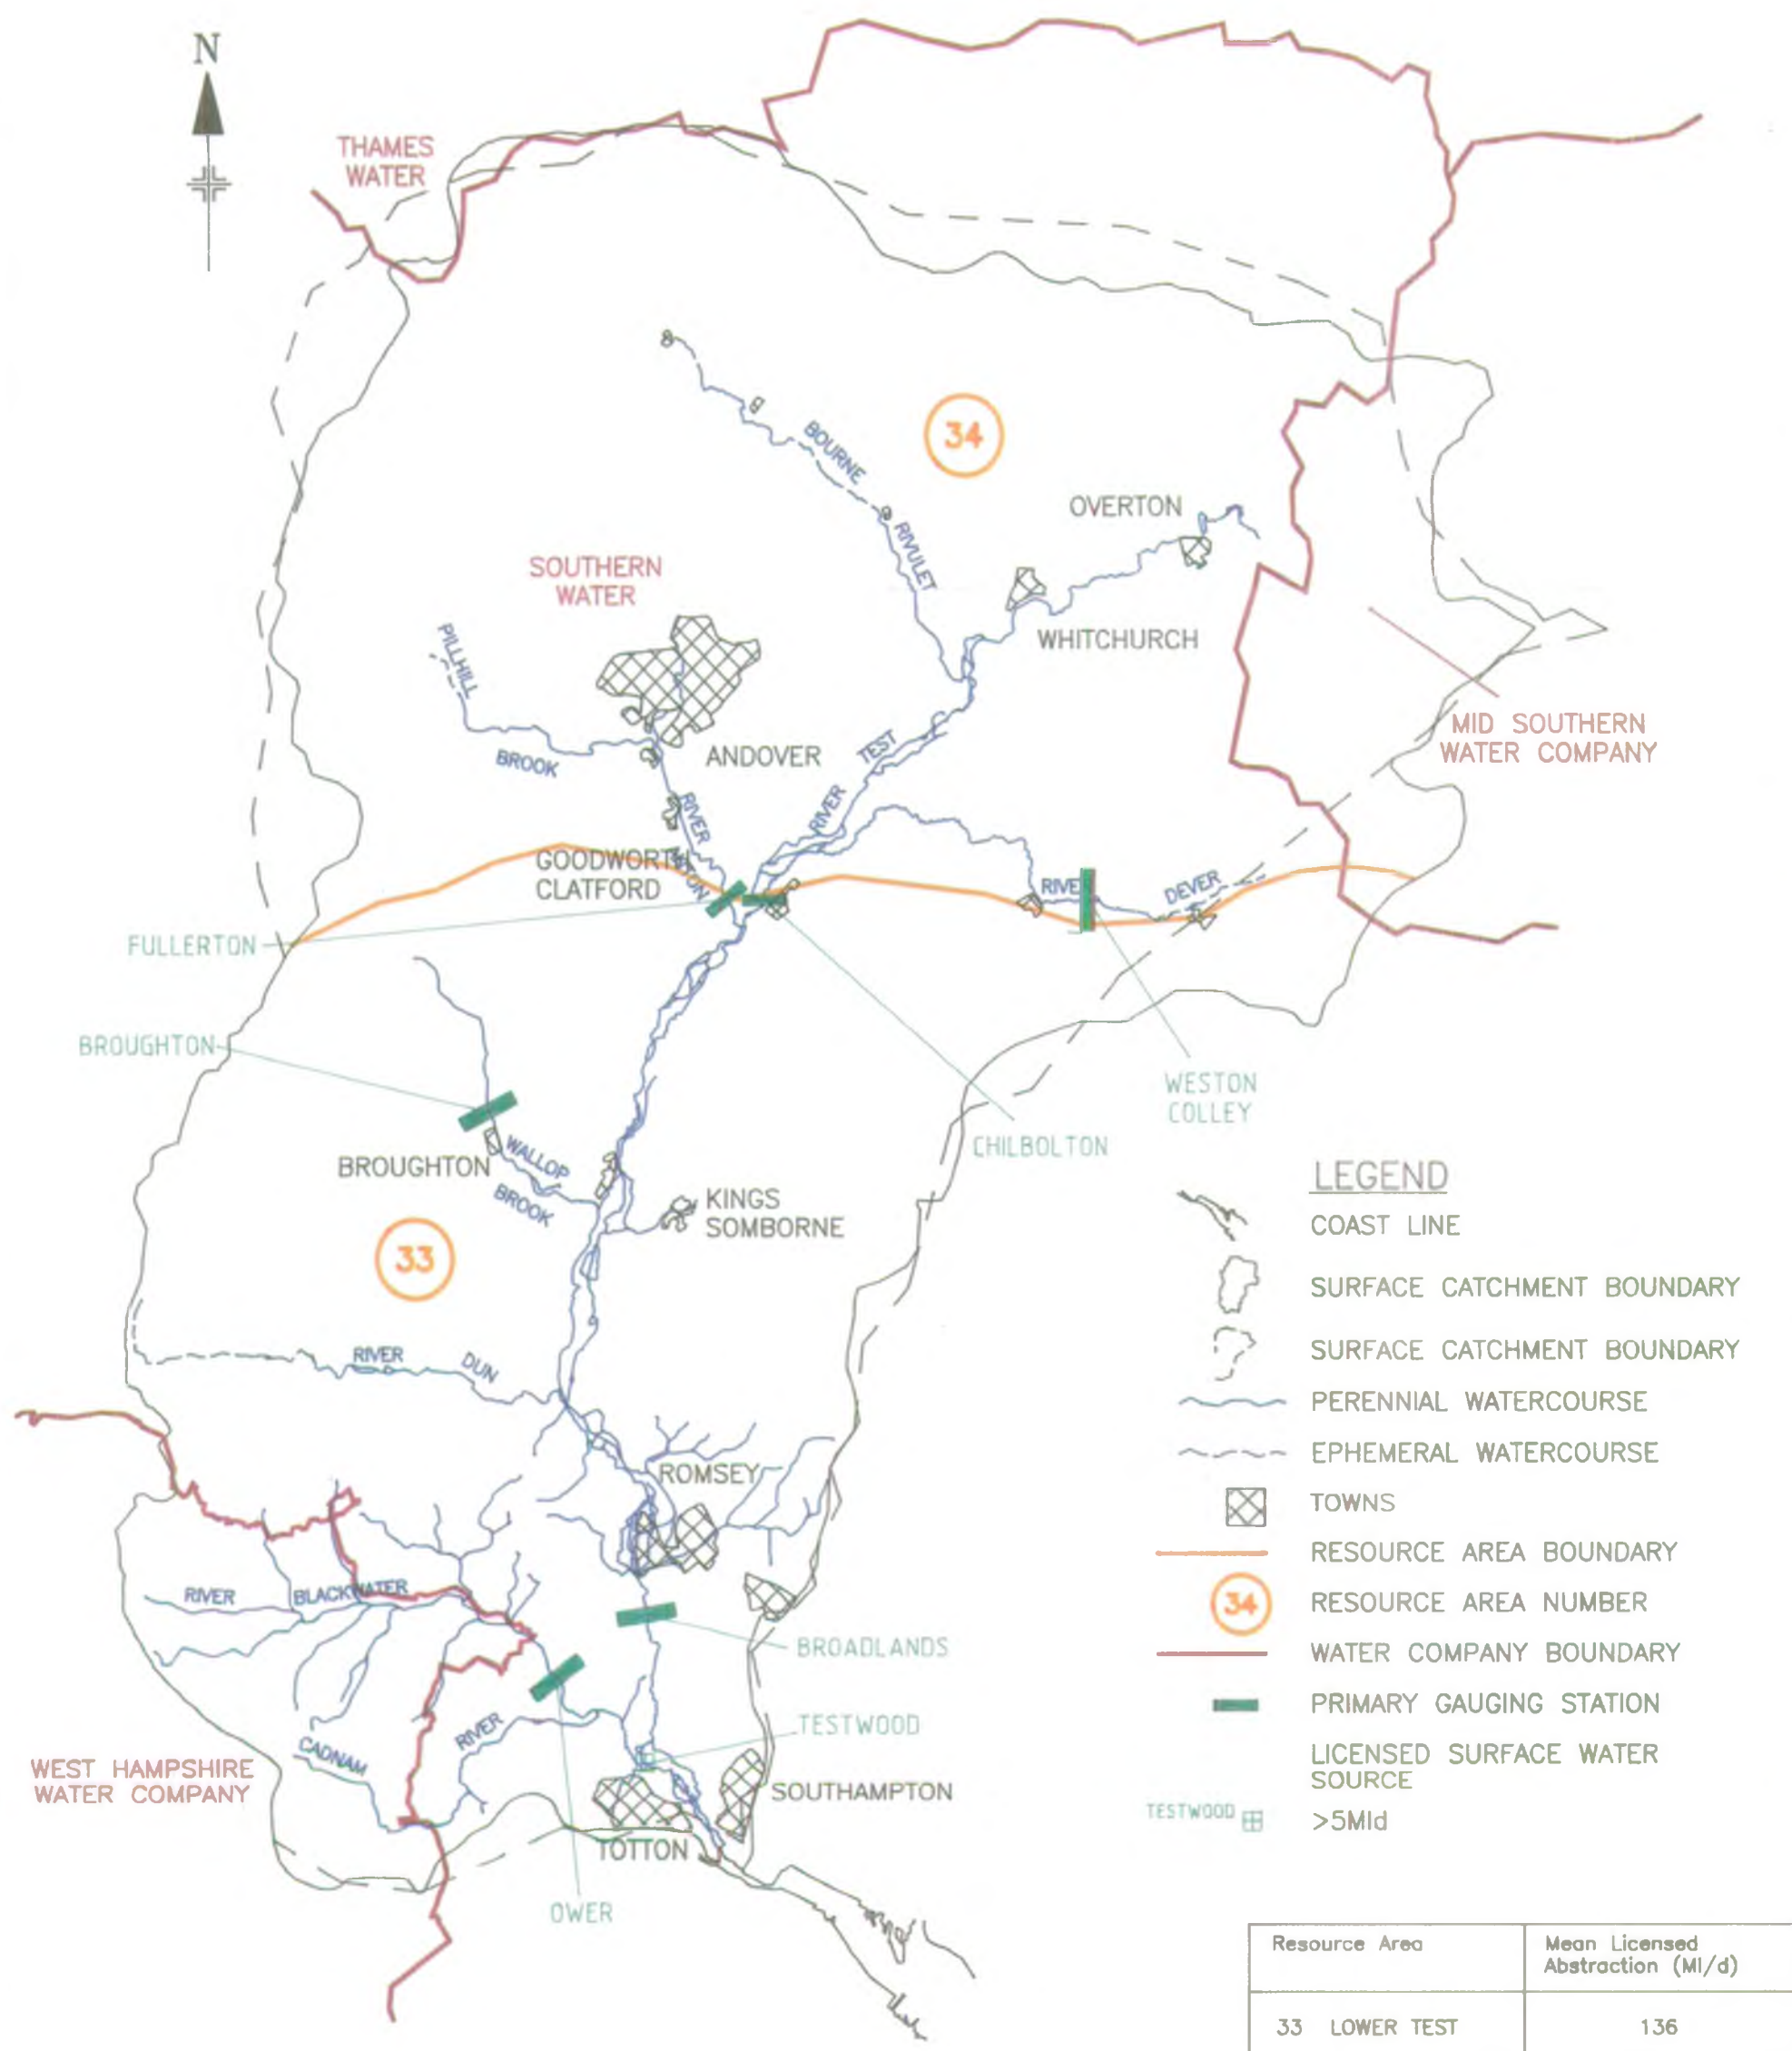 N
THAMES
WATER
34
BOURNE
RIVULET
OVERTON
SOUTHERN
WATER
WHITCHURCH
PILLHILL
BROOK
ANDOVER
RIVER
TEST
MID SOUTHERN
WATER COMPANY
RIVER
ANTON
GOODWORTH
CLATFORD
RIVE
DEVER
FULLERTON
BROUGHTON
WESTON
COLLEY
CHILBOLTON
BROUGHTON
WALLOP
BROOK
KINGS
SOMBORNE
33
RIVER
DUN
ROMSEY
RIVER
BLACKWATER
BROADLANDS
TESTWOOD
RIVER
CADNAM
WEST HAMPSHIRE
WATER COMPANY
SOUTHAMPTON
TOTTON
OWER
LEGEND
COAST LINE
SURFACE CATCHMENT BOUNDARY
SURFACE CATCHMENT BOUNDARY
PERENNIAL WATERCOURSE
EPHEMERAL WATERCOURSE
TOWNS
RESOURCE AREA BOUNDARY
34 RESOURCE AREA NUMBER
WATER COMPANY BOUNDARY
PRIMARY GAUGING STATION
LICENSED SURFACE WATER
SOURCE
TESTWOOD >5Mld
Resource Area
Mean Licensed
Abstraction (Ml/d)
33 LOWER TEST 136